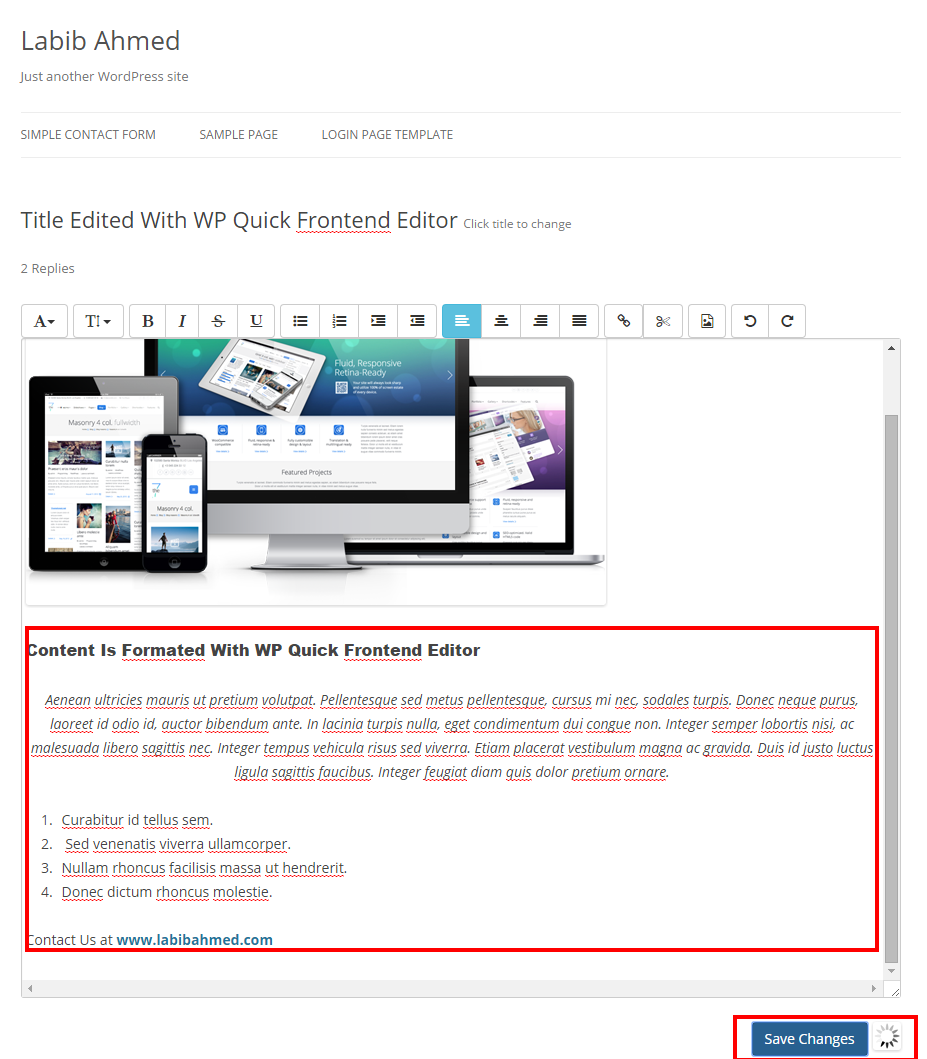 Labib Ahmed
Just another WordPress site
SIMPLE CONTACT FORM SAMPLE PAGE LOGIN PAGE TEMPLATE
Title Edited With WP Quick Frontend Editor Click title to change
2 Replies
A T B I S U
Fluid, Responsive
Retina-Ready
Masonry 4 col, fullwidth
Featured Projects
Masonry 4 col.
Content Is Formated With WP Quick Frontend Editor
Aenean ultricies mauris ut pretium volutpat. Pellentesque sed metus pellentesque, cursus mi nec, sodales turpis. Donec neque purus,
laoreet id odio id, auctor bibendum ante. In lacinia turpis nulla, eget condimentum dui congue non. Integer semper lobortis nisi, ac
malesuada libero sagittis nec. Integer tempus vehicula risus sed viverra. Etiam placerat vestibulum magna ac gravida. Duis id justo luctus
ligula sagittis faucibus. Integer feugiat diam quis dolor pretium ornare.
1. Curabitur id tellus sem.
2. Sed venenatis viverra ullamcorper.
3. Nullam rhoncus facilisis massa ut hendrerit.
4. Donec dictum rhoncus molestie.
Contact Us at www.labibahmed.com
Save Changes